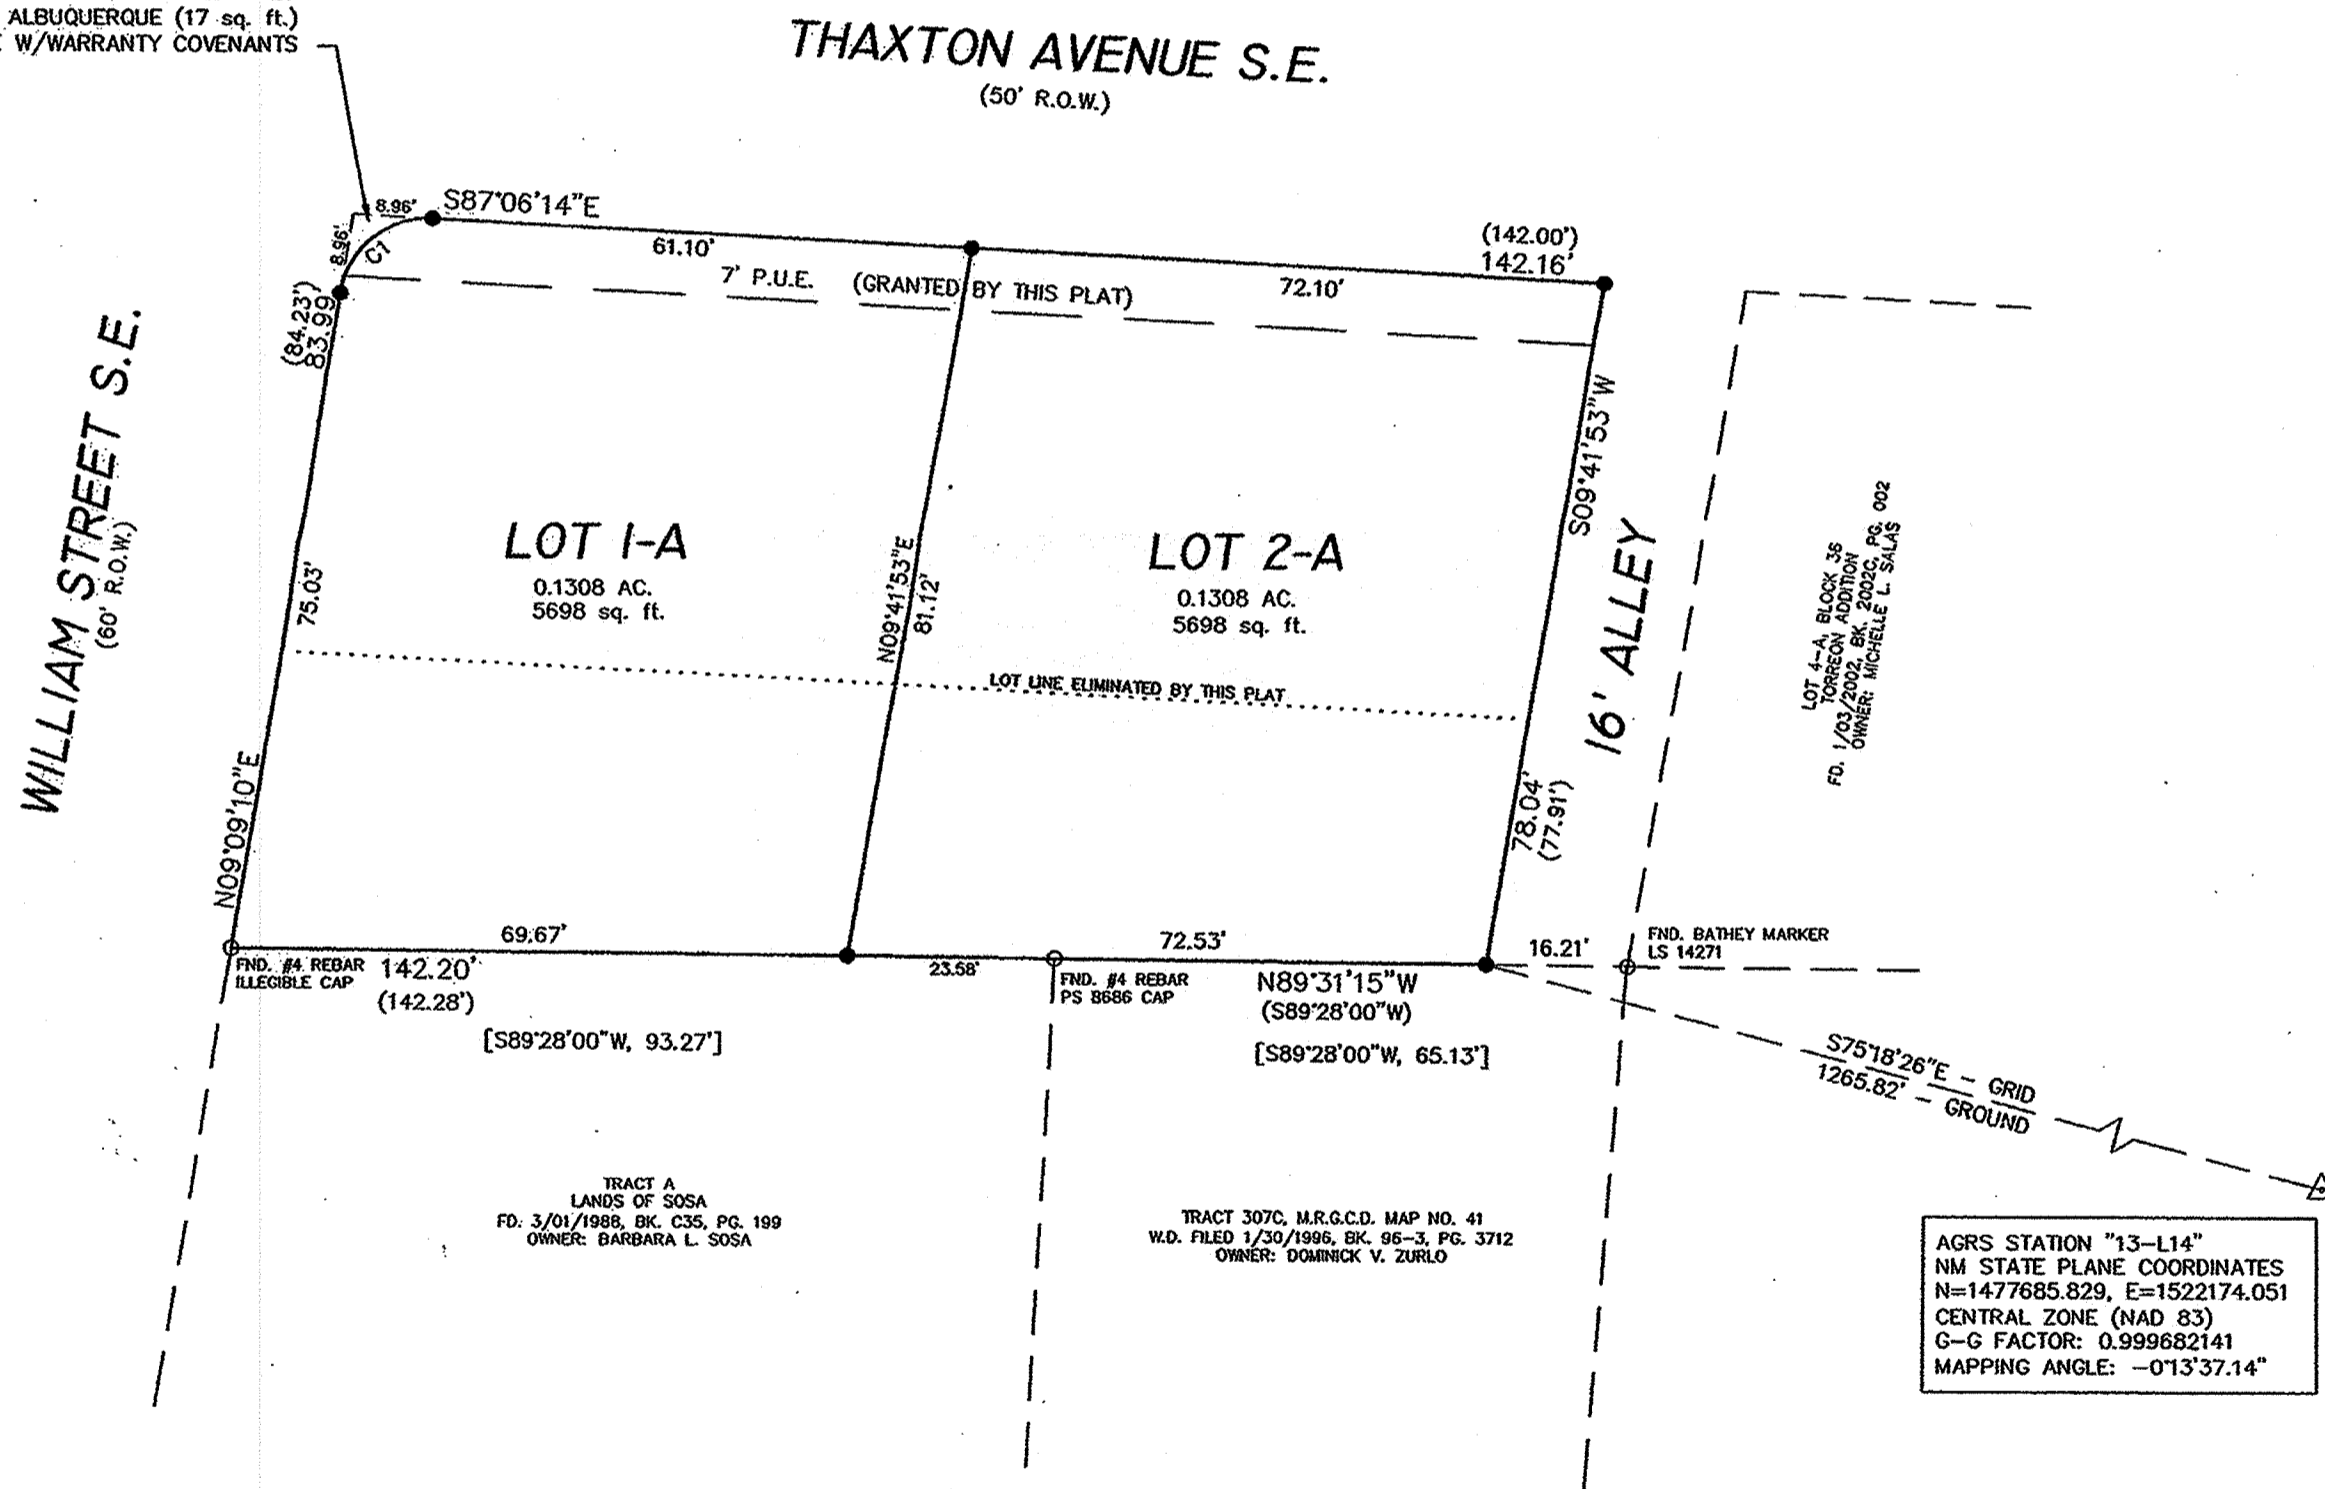 ALBUQUERQUE (17 sq. ft.)
W/WARRANTY COVENANTS
THAXTON AVENUE S.E.
(50' R.O.W.)
8.96'
S87°06'14"E
8.96'
C1
61.10'
(142.00')
142.16'
72.10'
7' P.U.E. (GRANTED BY THIS PLAT)
(84.23')
83.99
WILLIAM STREET S.E.
(60' R.O.W.)
75.03'
N09°09'10"E
LOT 1-A
0.1308 AC.
5698 sq. ft.
N09°41'53"E
81.12'
LOT 2-A
0.1308 AC.
5698 sq. ft.
LOT LINE ELIMINATED BY THIS PLAT
S09°41'53"W
78.04'
(77.91')
16' ALLEY
LOT 4-A, BLOCK 36
TORREON ADDITION
FD. 1/03/2002, BK. 2002C, PG. 002
OWNER: MICHELLE L. SALAS
69.67'
FND. #4 REBAR
ILLEGIBLE CAP
142.20'
(142.28')
[S89°28'00"W, 93.27']
23.58'
FND. #4 REBAR
PS 8686 CAP
72.53'
N89°31'15"W
(S89°28'00"W)
[S89°28'00"W, 65.13']
16.21'
FND. BATHEY MARKER
LS 14271
S75°18'26"E - GRID
1265.82' - GROUND
TRACT A
LANDS OF SOSA
FD: 3/01/1988, BK. C35, PG. 199
OWNER: BARBARA L. SOSA
TRACT 307C, M.R.G.C.D. MAP NO. 41
W.D. FILED 1/30/1996, BK. 96-3, PG. 3712
OWNER: DOMINICK V. ZURLO
AGRS STATION "13-L14"
NM STATE PLANE COORDINATES
N=1477685.829, E=1522174.051
CENTRAL ZONE (NAD 83)
G-G FACTOR: 0.999682141
MAPPING ANGLE: -0°13'37.14"